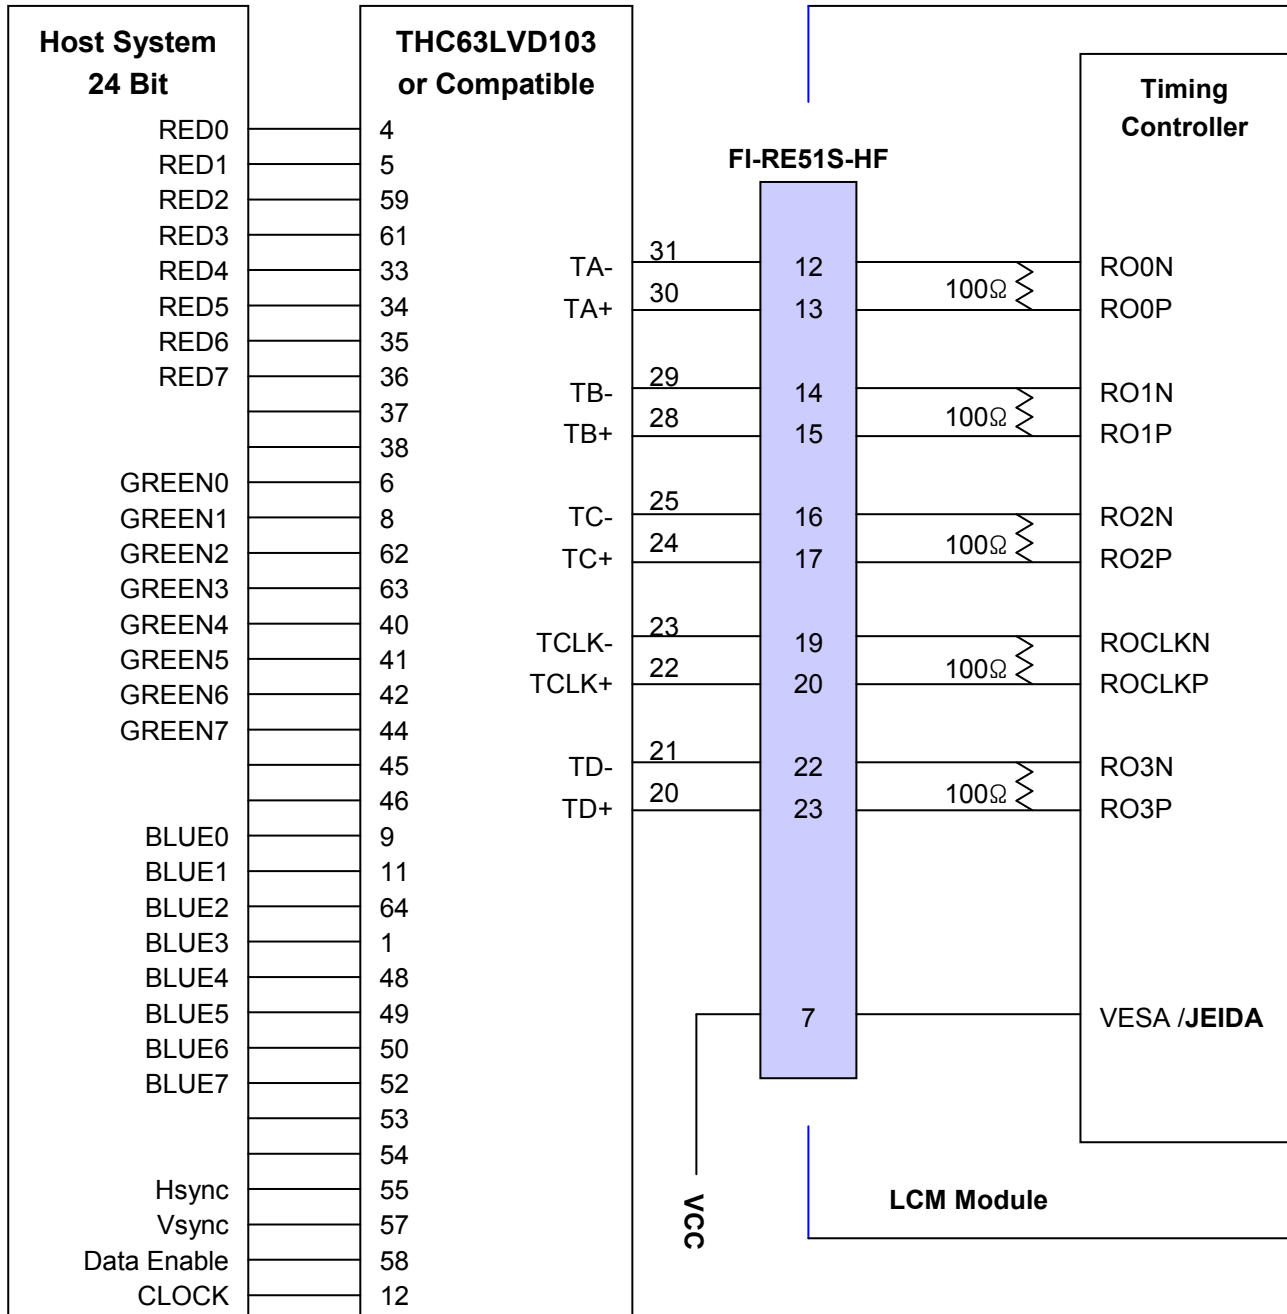 Host System
24 Bit
RED0
RED1
RED2
RED3
RED4
RED5
RED6
RED7
GREEN0
GREEN1
GREEN2
GREEN3
GREEN4
GREEN5
GREEN6
GREEN7
BLUE0
BLUE1
BLUE2
BLUE3
BLUE4
BLUE5
BLUE6
BLUE7
Hsync
Vsync
Data Enable
CLOCK
THC63LVD103
or Compatible
4
5
59
61
33
34
35
36
37
38
6
8
62
63
40
41
42
44
45
46
9
11
64
1
48
49
50
52
53
54
55
57
58
12
TA-
TA+
TB-
TB+
TC-
TC+
TCLK-
TCLK+
TD-
TD+
31
30
29
28
25
24
23
22
21
20
VCC
FI-RE51S-HF
12
13
14
15
16
17
19
20
22
23
7
100Ω
100Ω
100Ω
100Ω
100Ω
Timing
Controller
RO0N
RO0P
RO1N
RO1P
RO2N
RO2P
ROCLKN
ROCLKP
RO3N
RO3P
VESA /JEIDA
LCM Module